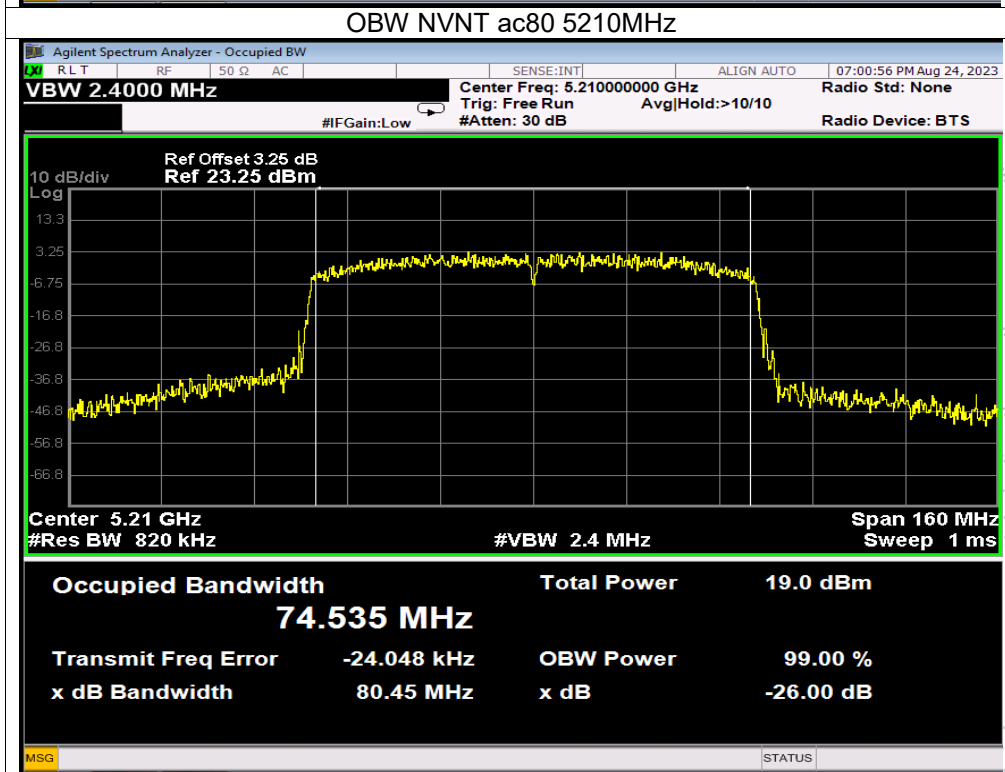 OBW NVNT ac80 5210MHz
Agilent Spectrum Analyzer - Occupied BW
LXI RLT RF 50 Ω AC SENSE:INT ALIGN AUTO 07:00:56 PM Aug 24, 2023
VBW 2.4000 MHz Center Freq: 5.210000000 GHz Radio Std: None
Trig: Free Run Avg|Hold:>10/10
#IFGain:Low #Atten: 30 dB Radio Device: BTS
Ref Offset 3.25 dB
10 dB/div Ref 23.25 dBm
Log
13.3
3.25
-6.75
-16.8
-26.8
-36.8
-46.8
-56.8
-66.8
Center 5.21 GHz Span 160 MHz
#Res BW 820 kHz #VBW 2.4 MHz Sweep 1 ms
Occupied Bandwidth Total Power 19.0 dBm
74.535 MHz
Transmit Freq Error -24.048 kHz OBW Power 99.00 %
x dB Bandwidth 80.45 MHz x dB -26.00 dB
MSG STATUS